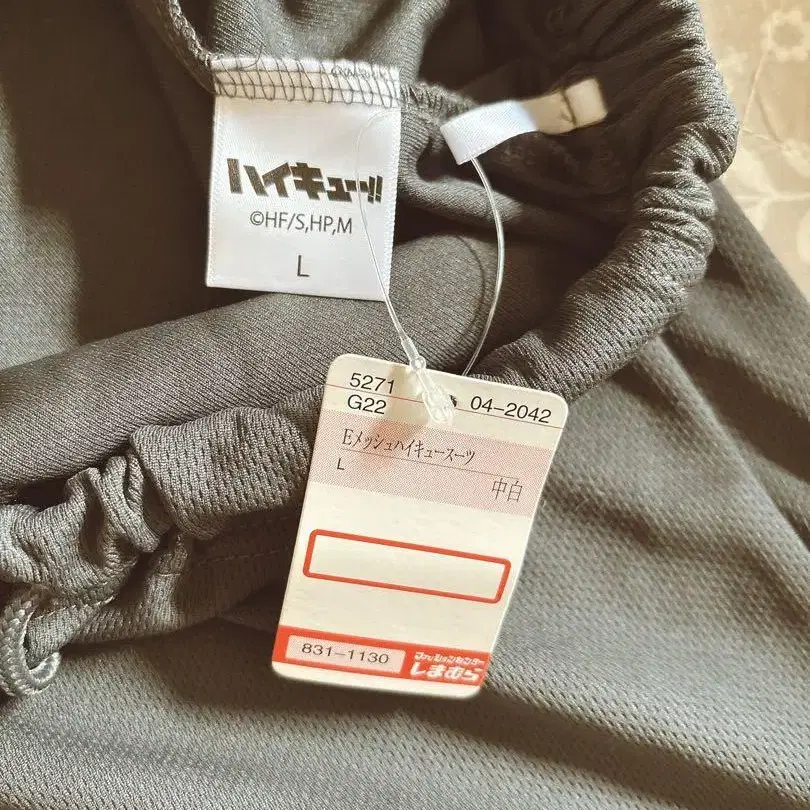 ハイキュー!!
©HF/S,HP,M
L
5271
G22
04-2042
Eメッシュハイキュースーツ
L
中白
831-1130
ファッションセンター
しまむら